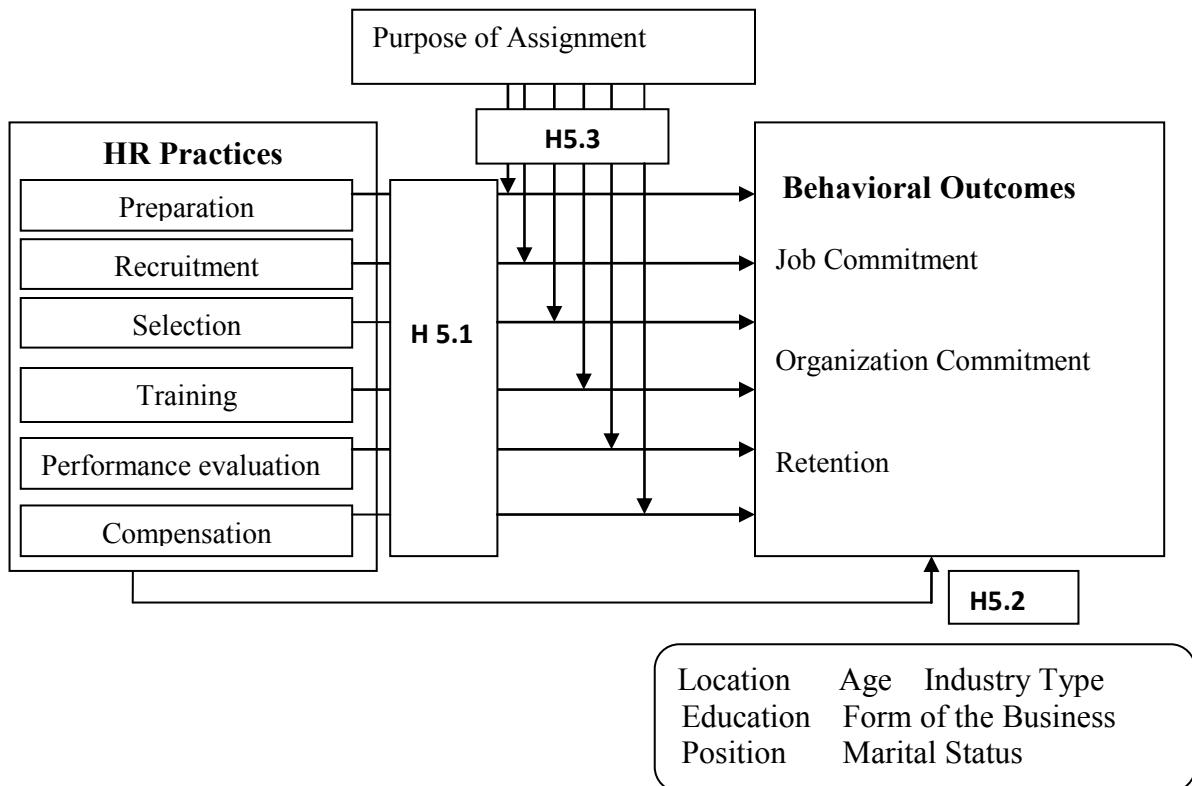 Purpose of Assignment
H5.3
HR Practices
Preparation
Recruitment
Selection
Training
Performance evaluation
Compensation
H 5.1
Behavioral Outcomes
Job Commitment
Organization Commitment
Retention
H5.2
Location Age Industry Type
Education Form of the Business
Position Marital Status